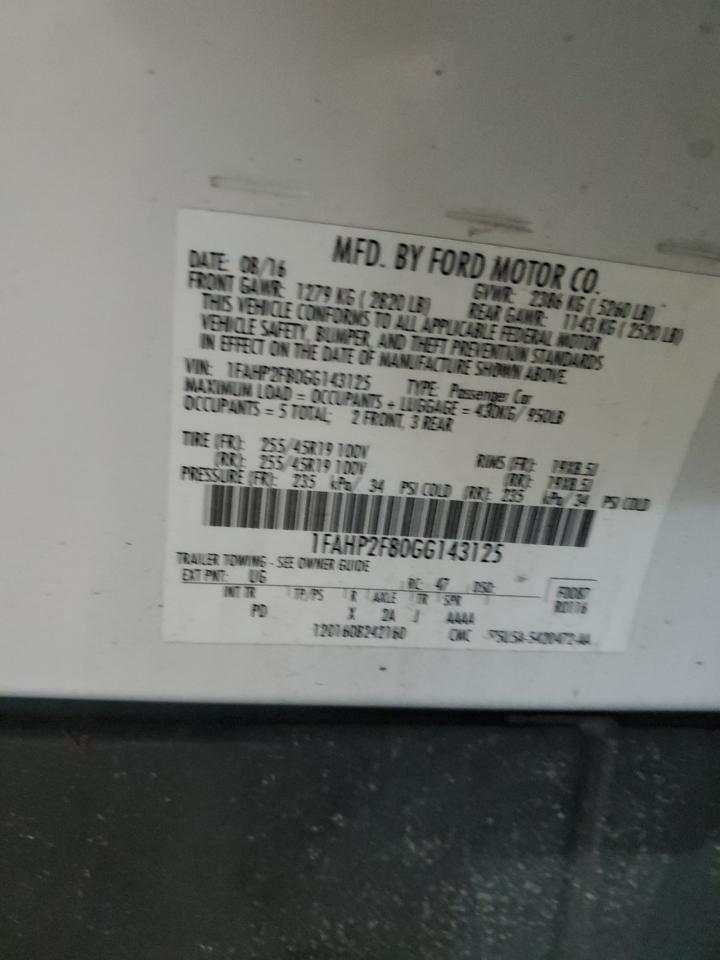 MFD. BY FORD MOTOR CO.
DATE: 08/16 GVWR: 2386 KG ( 5260 LB)
FRONT GAWR: 1279 KG ( 2820 LB) REAR GAWR: 1143 KG ( 2520 LB)
THIS VEHICLE CONFORMS TO ALL APPLICABLE FEDERAL MOTOR
VEHICLE SAFETY, BUMPER, AND THEFT PREVENTION STANDARDS
IN EFFECT ON THE DATE OF MANUFACTURE SHOWN ABOVE.
VIN: 1FAHP2FB0GG143125 TYPE: Passenger Car
MAXIMUM LOAD = OCCUPANTS + LUGGAGE = 430KG/ 950LB
OCCUPANTS = 5 TOTAL; 2 FRONT, 3 REAR
TIRE (FR): 255/45R19 100V RIMS (FR): 19X8.5J
(RR): 255/45R19 100V (RR): 19X8.5J
PRESSURE (FR): 235 kPa/ 34 PSI COLD (RR): 235 kPa/ 34 PSI COLD
1FAHP2FB0GG143125
TRAILER TOWING - SEE OWNER GUIDE
EXT PNT: UG RC: 47 DSO: F0087
INT TR TP/PS R AXLE TR SPR R0116
PD X 2A J AAAA
1201608242160 CMC